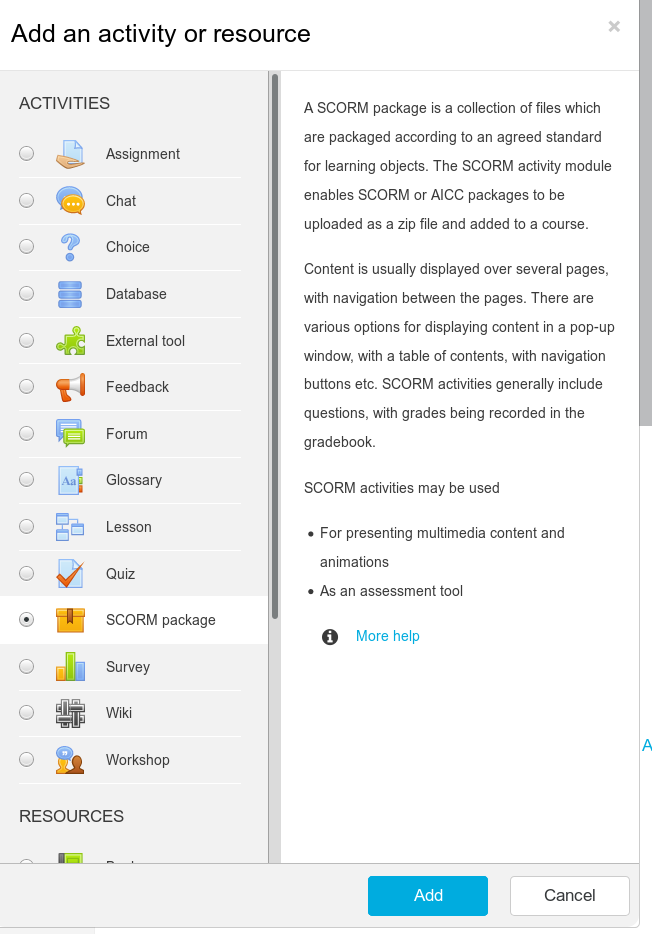 Add an activity or resource
×
ACTIVITIES
Assignment
Chat
Choice
Database
External tool
Feedback
Forum
Aa
Glossary
Lesson
Quiz
SCORM package
Survey
Wiki
Workshop
RESOURCES
A SCORM package is a collection of files which
are packaged according to an agreed standard
for learning objects. The SCORM activity module
enables SCORM or AICC packages to be
uploaded as a zip file and added to a course.
Content is usually displayed over several pages,
with navigation between the pages. There are
various options for displaying content in a pop-up
window, with a table of contents, with navigation
buttons etc. SCORM activities generally include
questions, with grades being recorded in the
gradebook.
SCORM activities may be used
• For presenting multimedia content and
animations
• As an assessment tool
More help
A
Add
Cancel